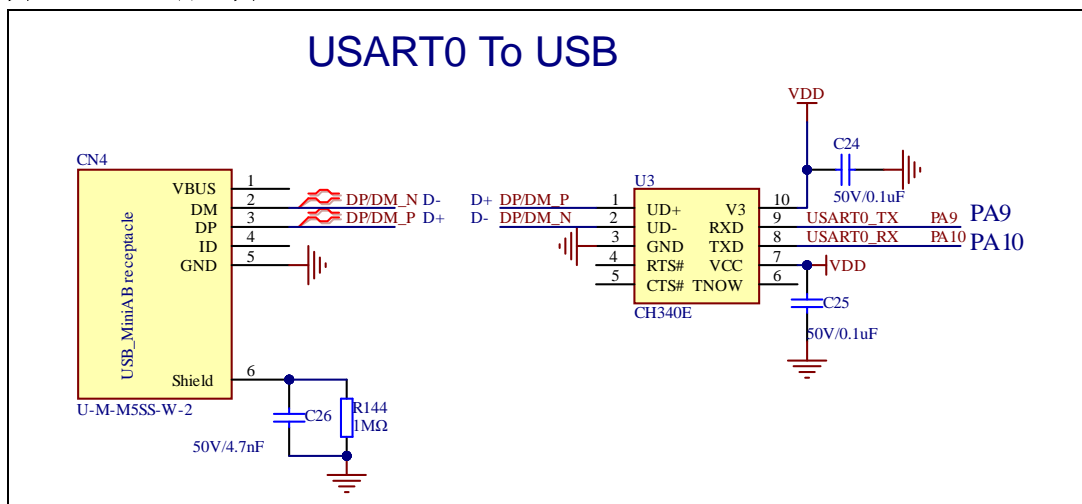 USART0 To USB
CN4
USB_MiniAB receptacle
VBUS 1
DM 2
DP 3
ID 4
GND 5
Shield 6
U-M-M5SS-W-2
DP/DM_N D-
DP/DM_P D+
D+ DP/DM_P
D- DP/DM_N
C26
50V/4.7nF
R144
1MΩ
U3
1 UD+ V3 10
2 UD- RXD 9
3 GND TXD 8
4 RTS# VCC 7
5 CTS# TNOW 6
CH340E
VDD
C24
50V/0.1uF
USART0_TX PA9 PA9
USART0_RX PA10 PA10
VDD
C25
50V/0.1uF